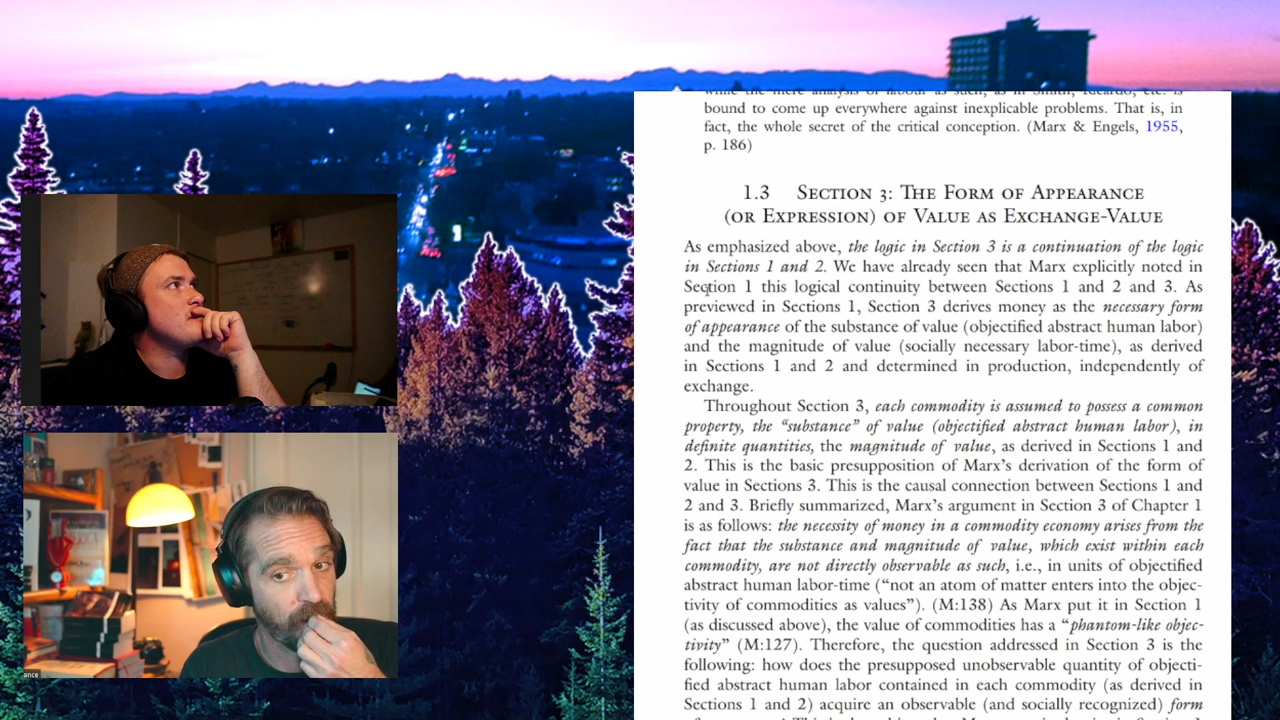 while the mere analysis of labour as such, as in Smith, Ricardo, etc. is
bound to come up everywhere against inexplicable problems. That is, in
fact, the whole secret of the critical conception. (Marx & Engels, 1955,
p. 186)
1.3 Section 3: The Form of Appearance
(or Expression) of Value as Exchange-Value
As emphasized above, the logic in Section 3 is a continuation of the logic
in Sections 1 and 2. We have already seen that Marx explicitly noted in
Section 1 this logical continuity between Sections 1 and 2 and 3. As
previewed in Sections 1, Section 3 derives money as the necessary form
of appearance of the substance of value (objectified abstract human labor)
and the magnitude of value (socially necessary labor-time), as derived
in Sections 1 and 2 and determined in production, independently of
exchange.
Throughout Section 3, each commodity is assumed to possess a common
property, the “substance” of value (objectified abstract human labor), in
definite quantities, the magnitude of value, as derived in Sections 1 and
2. This is the basic presupposition of Marx’s derivation of the form of
value in Sections 3. This is the causal connection between Sections 1 and
2 and 3. Briefly summarized, Marx’s argument in Section 3 of Chapter 1
is as follows: the necessity of money in a commodity economy arises from the
fact that the substance and magnitude of value, which exist within each
commodity, are not directly observable as such, i.e., in units of objectified
abstract human labor-time (“not an atom of matter enters into the objec-
tivity of commodities as values”). (M:138) As Marx put it in Section 1
(as discussed above), the value of commodities has a “phantom-like objec-
tivity” (M:127). Therefore, the question addressed in Section 3 is the
following: how does the presupposed unobservable quantity of objecti-
fied abstract human labor contained in each commodity (as derived in
Sections 1 and 2) acquire an observable (and socially recognized) form
ance